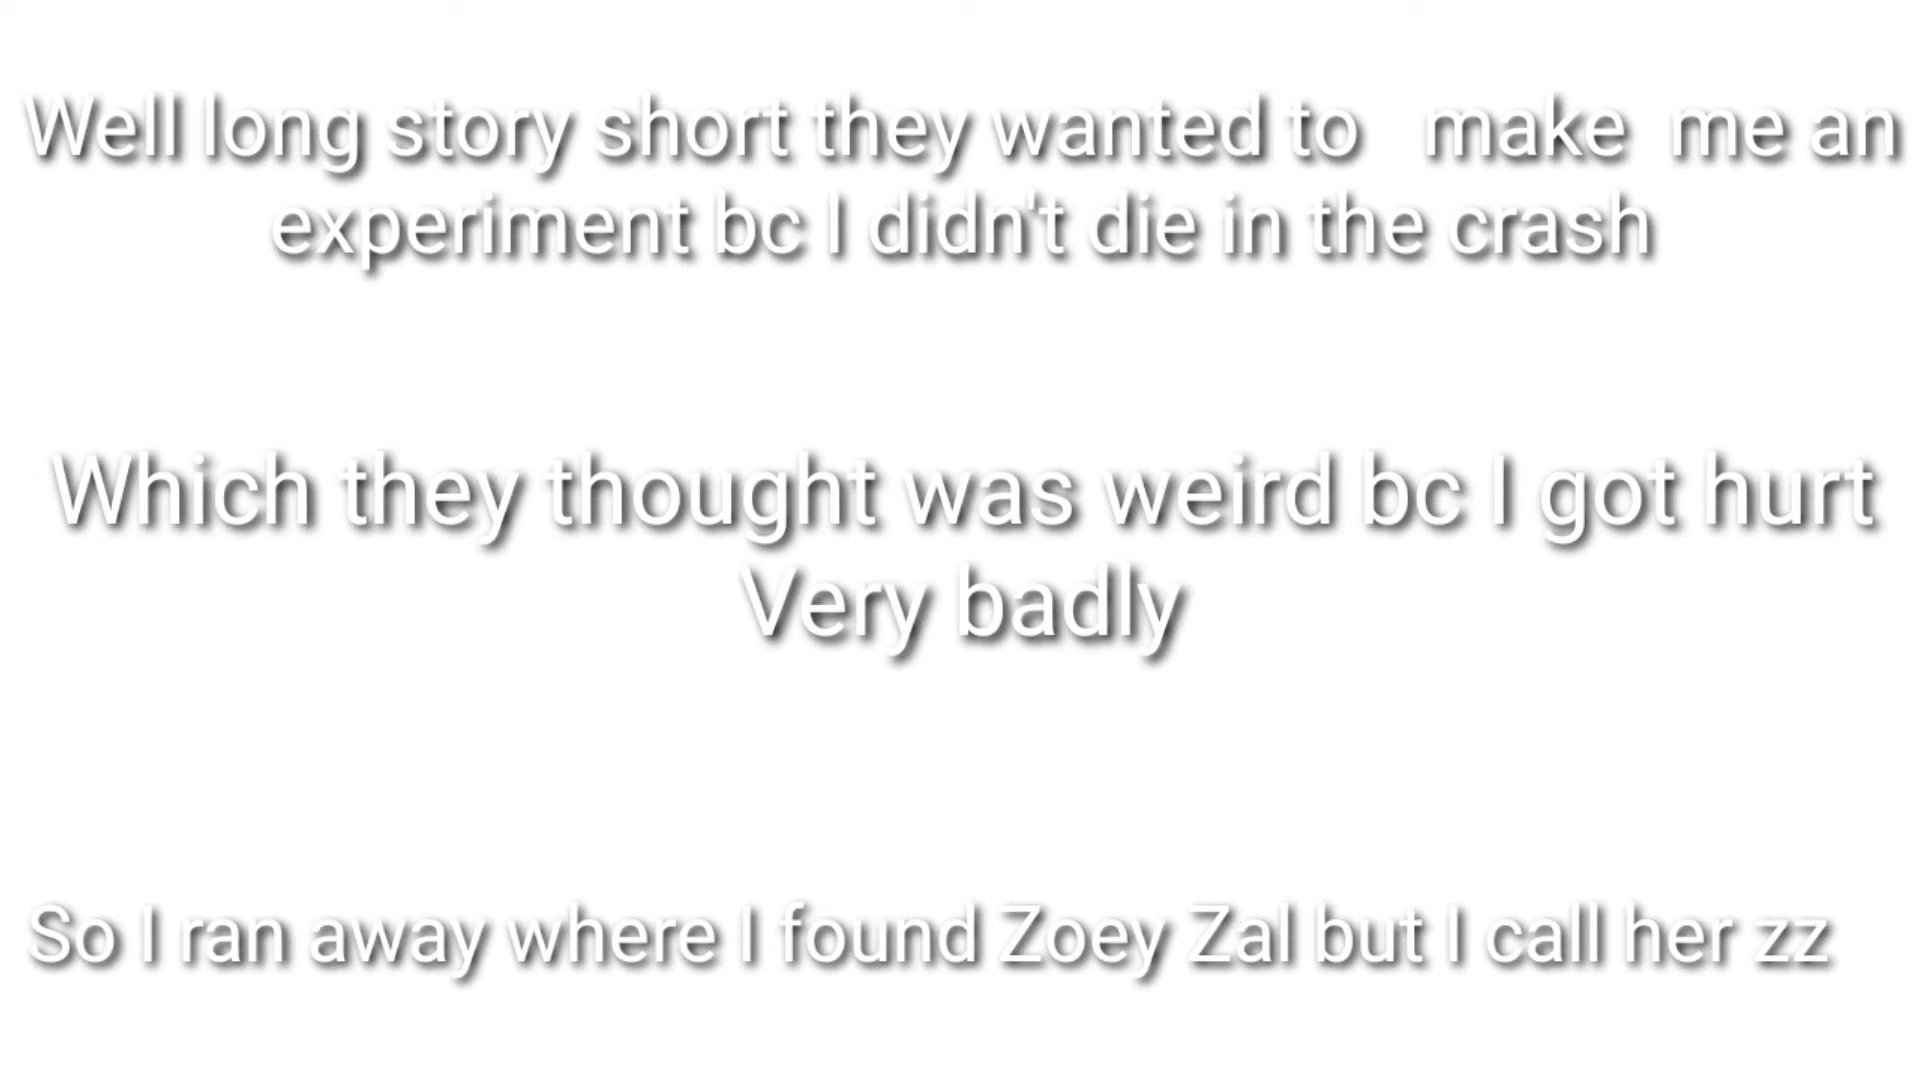 Well long story short they wanted to   make  me an
experiment bc I didn't die in the crash
Which they thought was weird bc I got hurt
Very badly
So I ran away where I found Zoey Zal but I call her zz